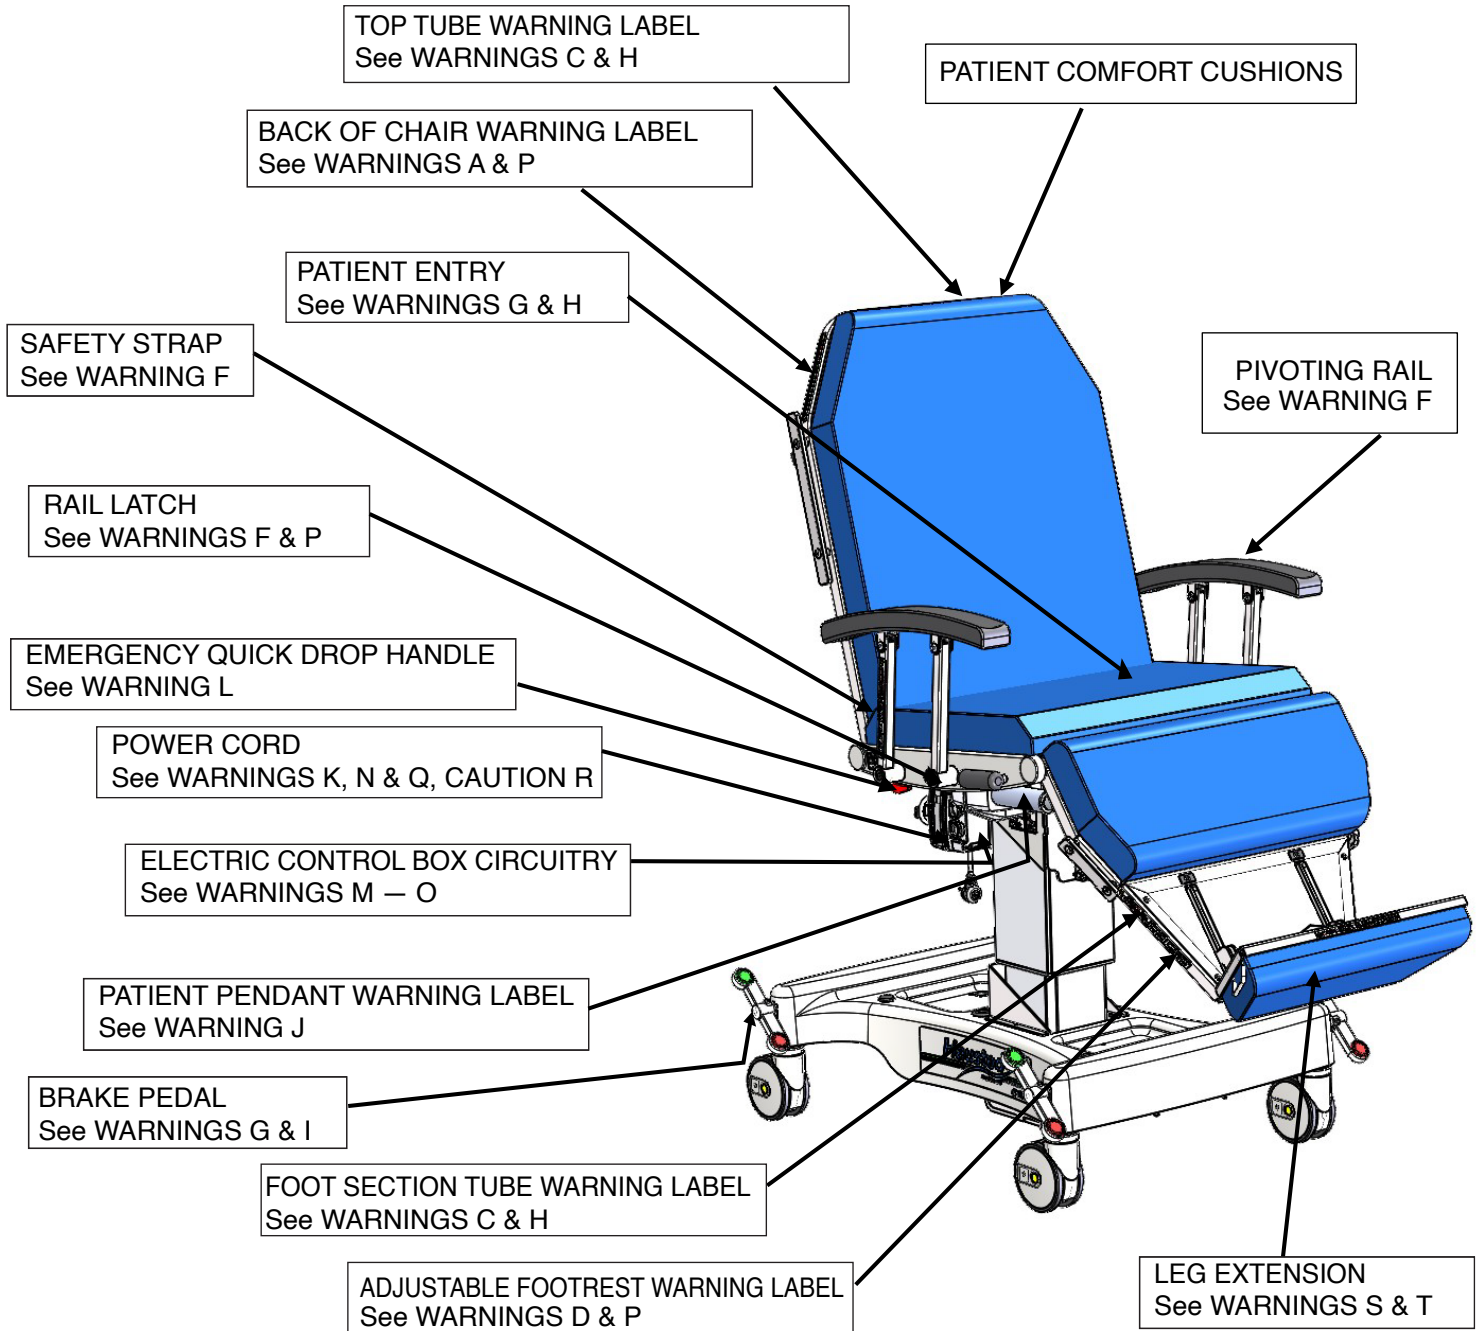 TOP TUBE WARNING LABEL
See WARNINGS C & H
PATIENT COMFORT CUSHIONS
BACK OF CHAIR WARNING LABEL
See WARNINGS A & P
PATIENT ENTRY
See WARNINGS G & H
SAFETY STRAP
See WARNING F
PIVOTING RAIL
See WARNING F
RAIL LATCH
See WARNINGS F & P
EMERGENCY QUICK DROP HANDLE
See WARNING L
POWER CORD
See WARNINGS K, N & Q, CAUTION R
ELECTRIC CONTROL BOX CIRCUITRY
See WARNINGS M — O
PATIENT PENDANT WARNING LABEL
See WARNING J
BRAKE PEDAL
See WARNINGS G & I
FOOT SECTION TUBE WARNING LABEL
See WARNINGS C & H
ADJUSTABLE FOOTREST WARNING LABEL
See WARNINGS D & P
LEG EXTENSION
See WARNINGS S & T